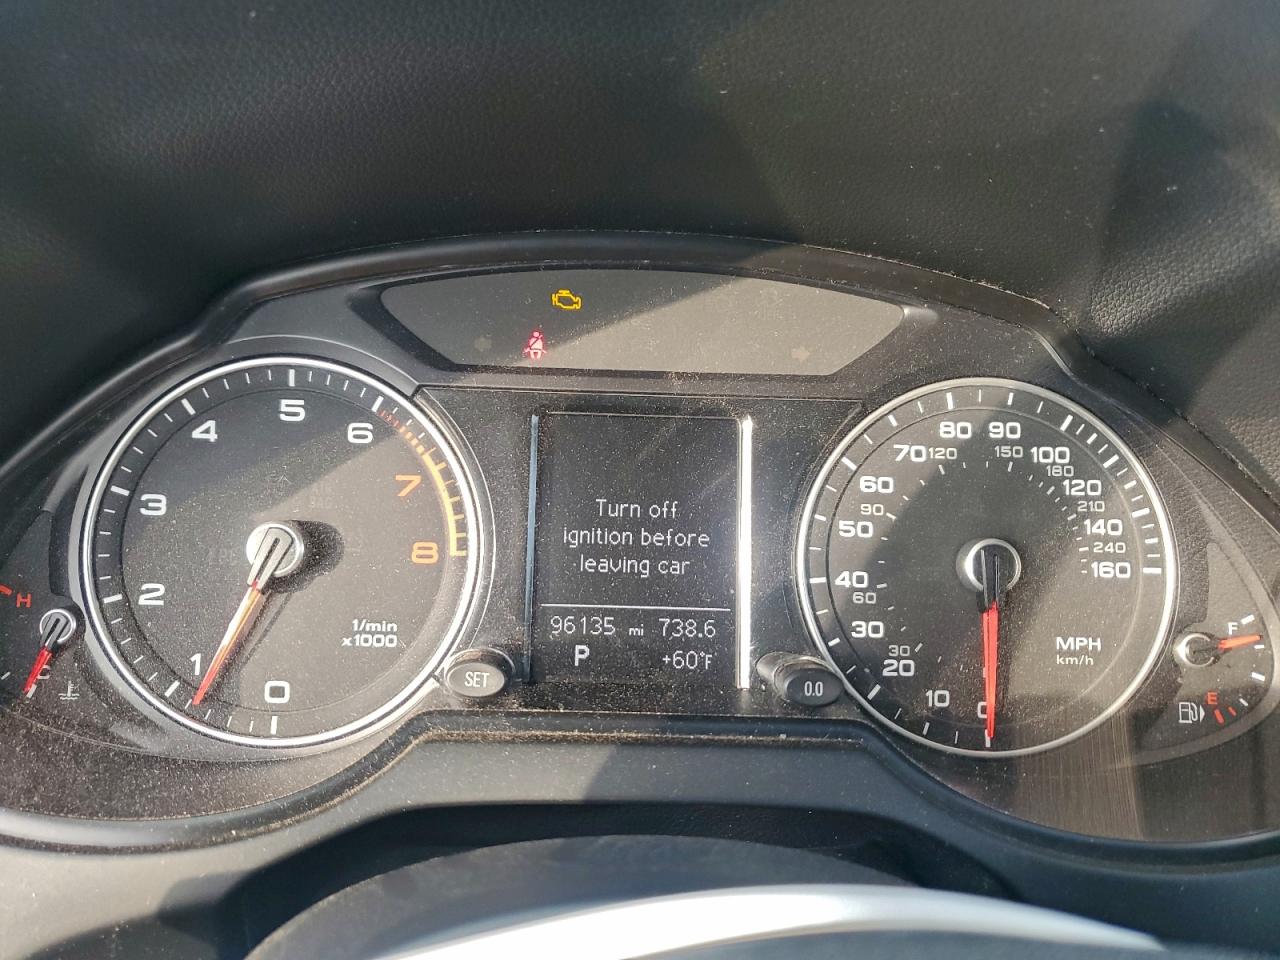 5
4
6
3
7
2
8
1
0
1/min
x1000
H
C
SET
Turn off
ignition before
leaving car
96135 mi 738.6
P +60°F
0.0
80 90
70 120 150 100
60 180 120
90 210
50 140
240
40 160
60
30 MPH
30 km/h
20
10
0
F
E